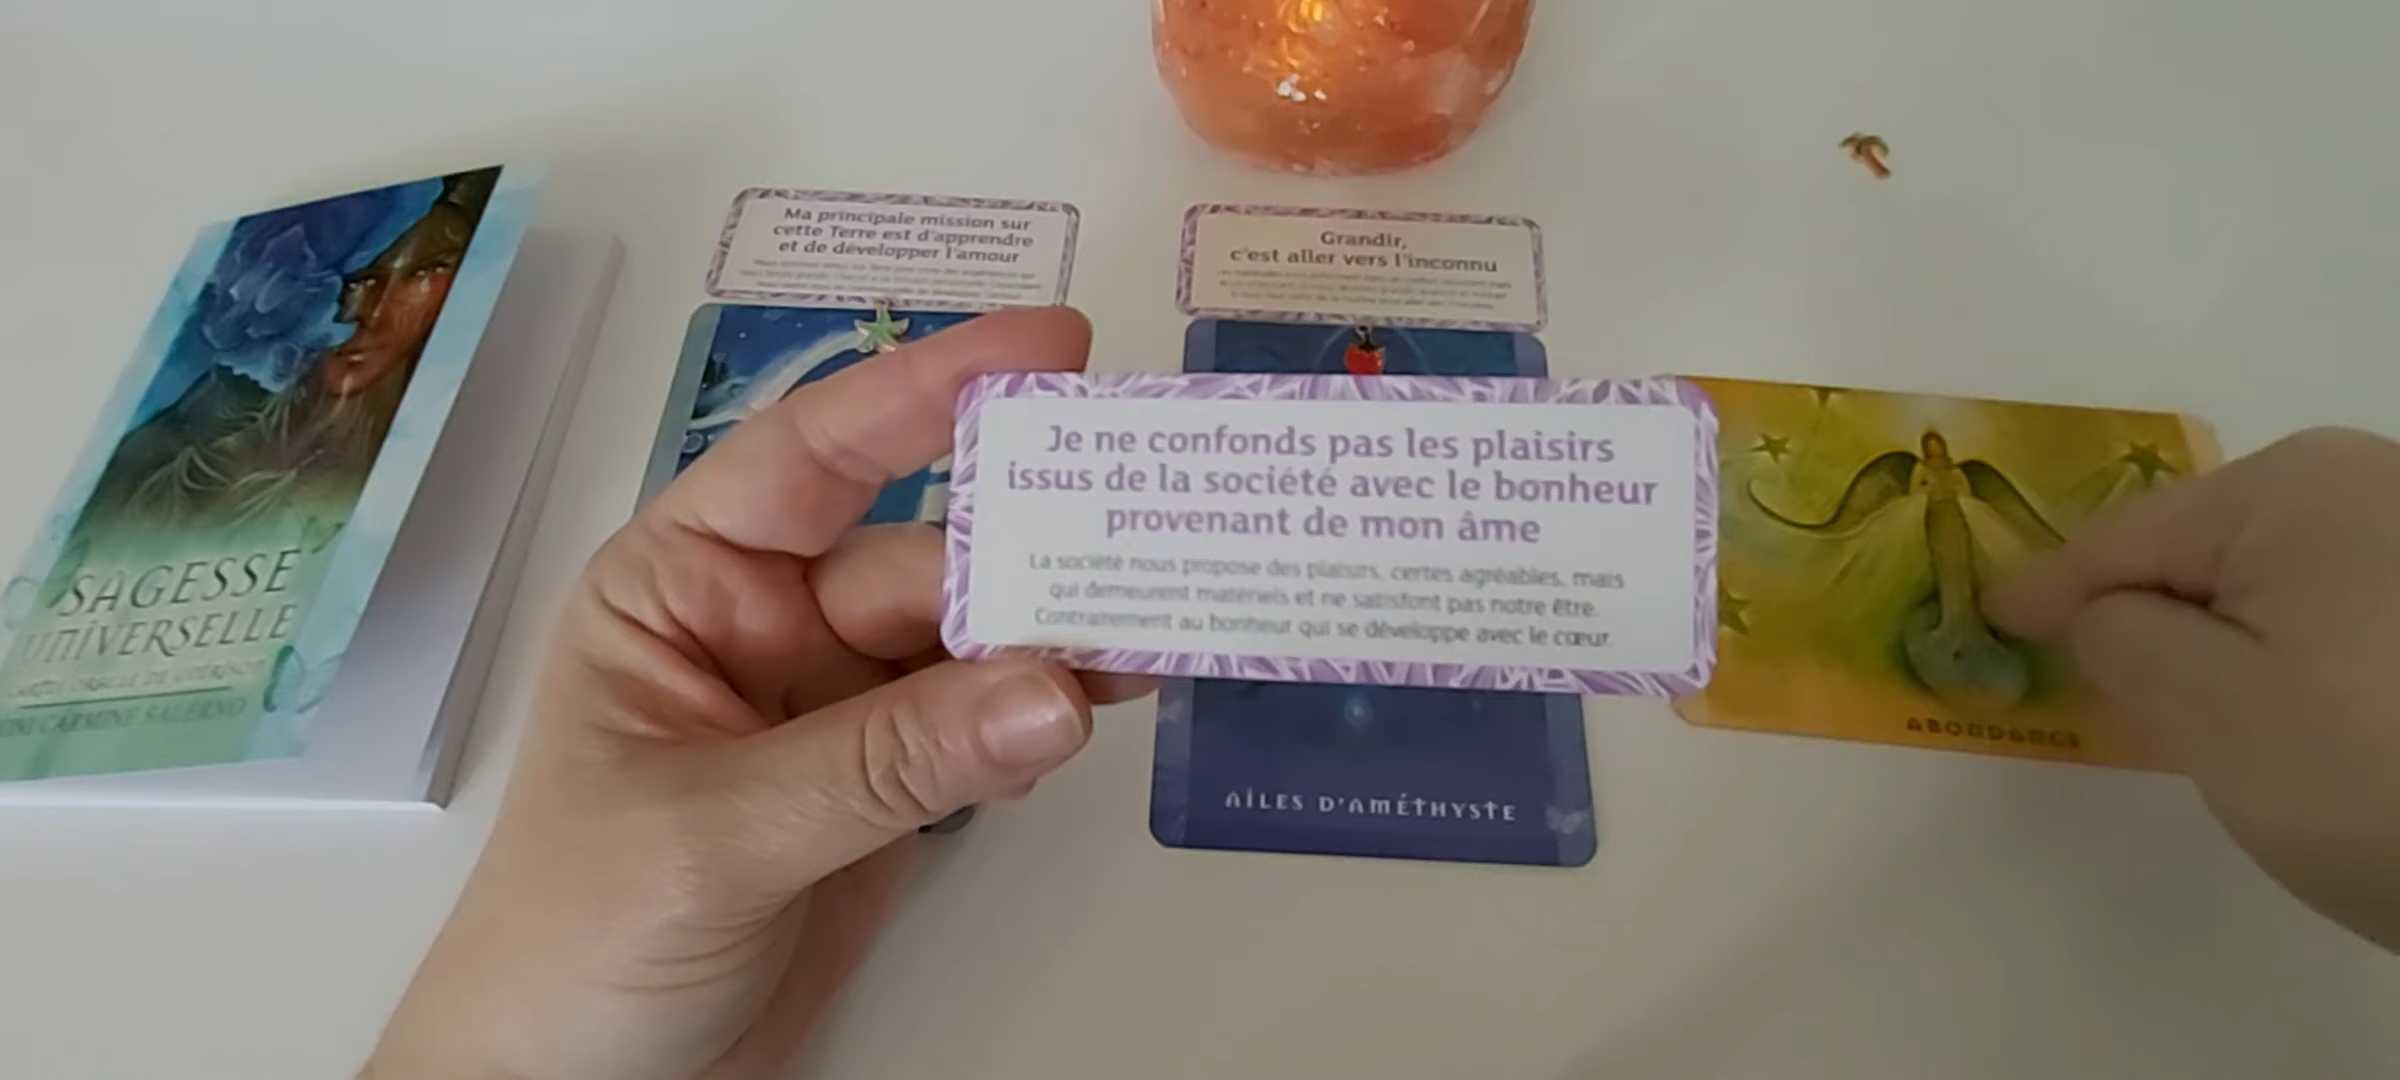 Ma principale mission sur
cette Terre est d'apprendre
et de développer l'amour
Grandir,
c'est aller vers l'inconnu
Je ne confonds pas les plaisirs
issus de la société avec le bonheur
provenant de mon âme
La société nous propose des plaisirs, certes agréables, mais
qui demeurent matériels et ne satisfont pas notre être.
Contrairement au bonheur qui se développe avec le cœur.
SAGESSE
UNIVERSELLE
CARMINE SALERNO
AILES D'AMÉTHYSTE
ABONDANCE